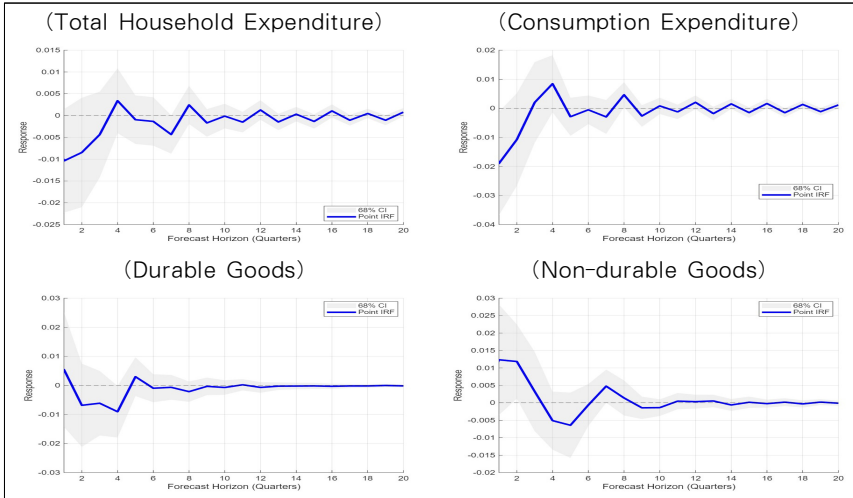 (Total Household Expenditure)
0.015
0.01
0.005
0
-0.005
-0.01
-0.015
-0.02
-0.025
Response
2 4 6 8 10 12 14 16 18 20
Forecast Horizon (Quarters)
68% CI
Point IRF
(Consumption Expenditure)
0.02
0.01
0
-0.01
-0.02
-0.03
-0.04
Response
2 4 6 8 10 12 14 16 18 20
Forecast Horizon (Quarters)
68% CI
Point IRF
(Durable Goods)
0.03
0.02
0.01
0
-0.01
-0.02
-0.03
Response
2 4 6 8 10 12 14 16 18 20
Forecast Horizon (Quarters)
68% CI
Point IRF
(Non-durable Goods)
0.03
0.025
0.02
0.015
0.01
0.005
0
-0.005
-0.01
-0.015
-0.02
Response
2 4 6 8 10 12 14 16 18 20
Forecast Horizon (Quarters)
68% CI
Point IRF